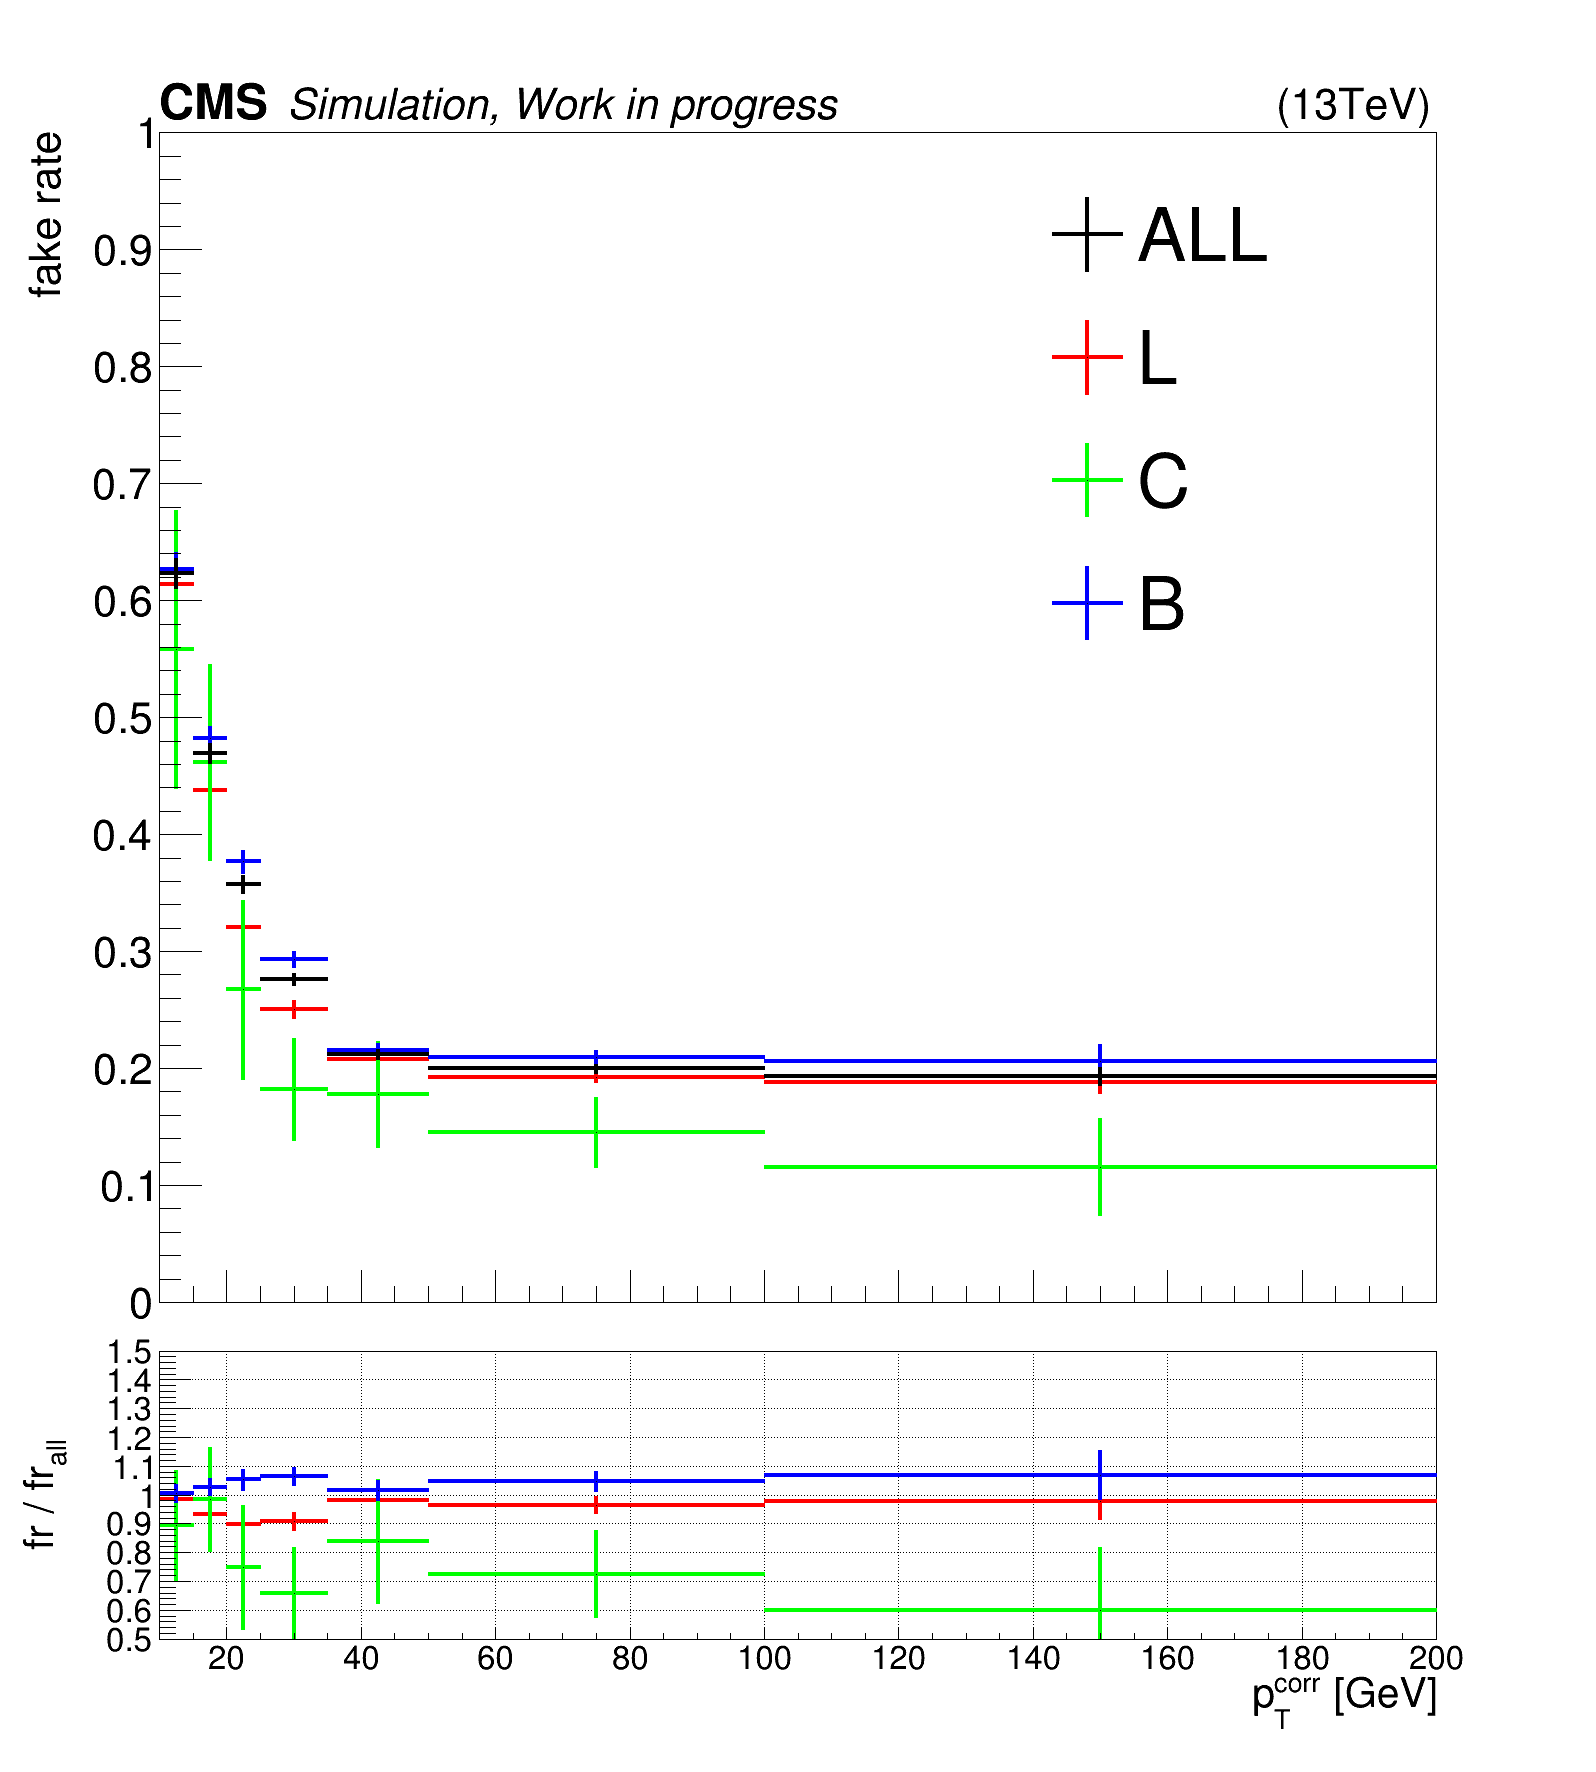 CMS Simulation, Work in progress (13TeV)
fake rate
1
0.9
0.8
0.7
0.6
0.5
0.4
0.3
0.2
0.1
0
ALL
L
C
B
fr / fr_all
1.5
1.4
1.3
1.2
1.1
1
0.9
0.8
0.7
0.6
0.5
20 40 60 80 100 120 140 160 180 200
p_T^corr [GeV]